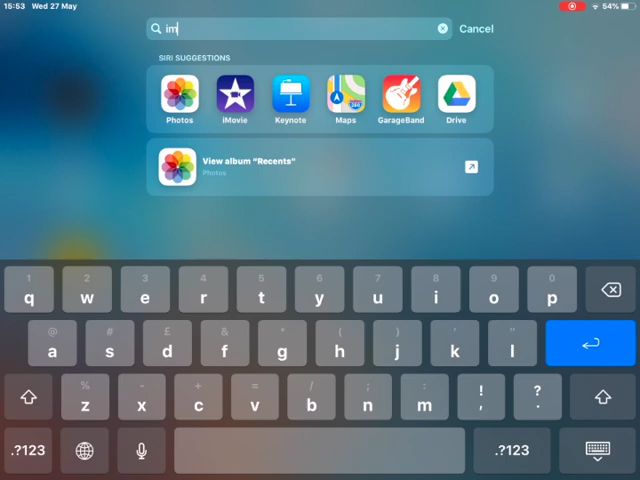 15:53 Wed 27 May 54%
im Cancel
SIRI SUGGESTIONS
Photos iMovie Keynote Maps GarageBand Drive
View album “Recents”
Photos
1 2 3 4 5 6 7 8 9 0
q w e r t y u i o p
@ # £ & * ( ) ' "
a s d f g h j k l
% - + = / ; : ! ?
z x c v b n m , .
.?123 .?123